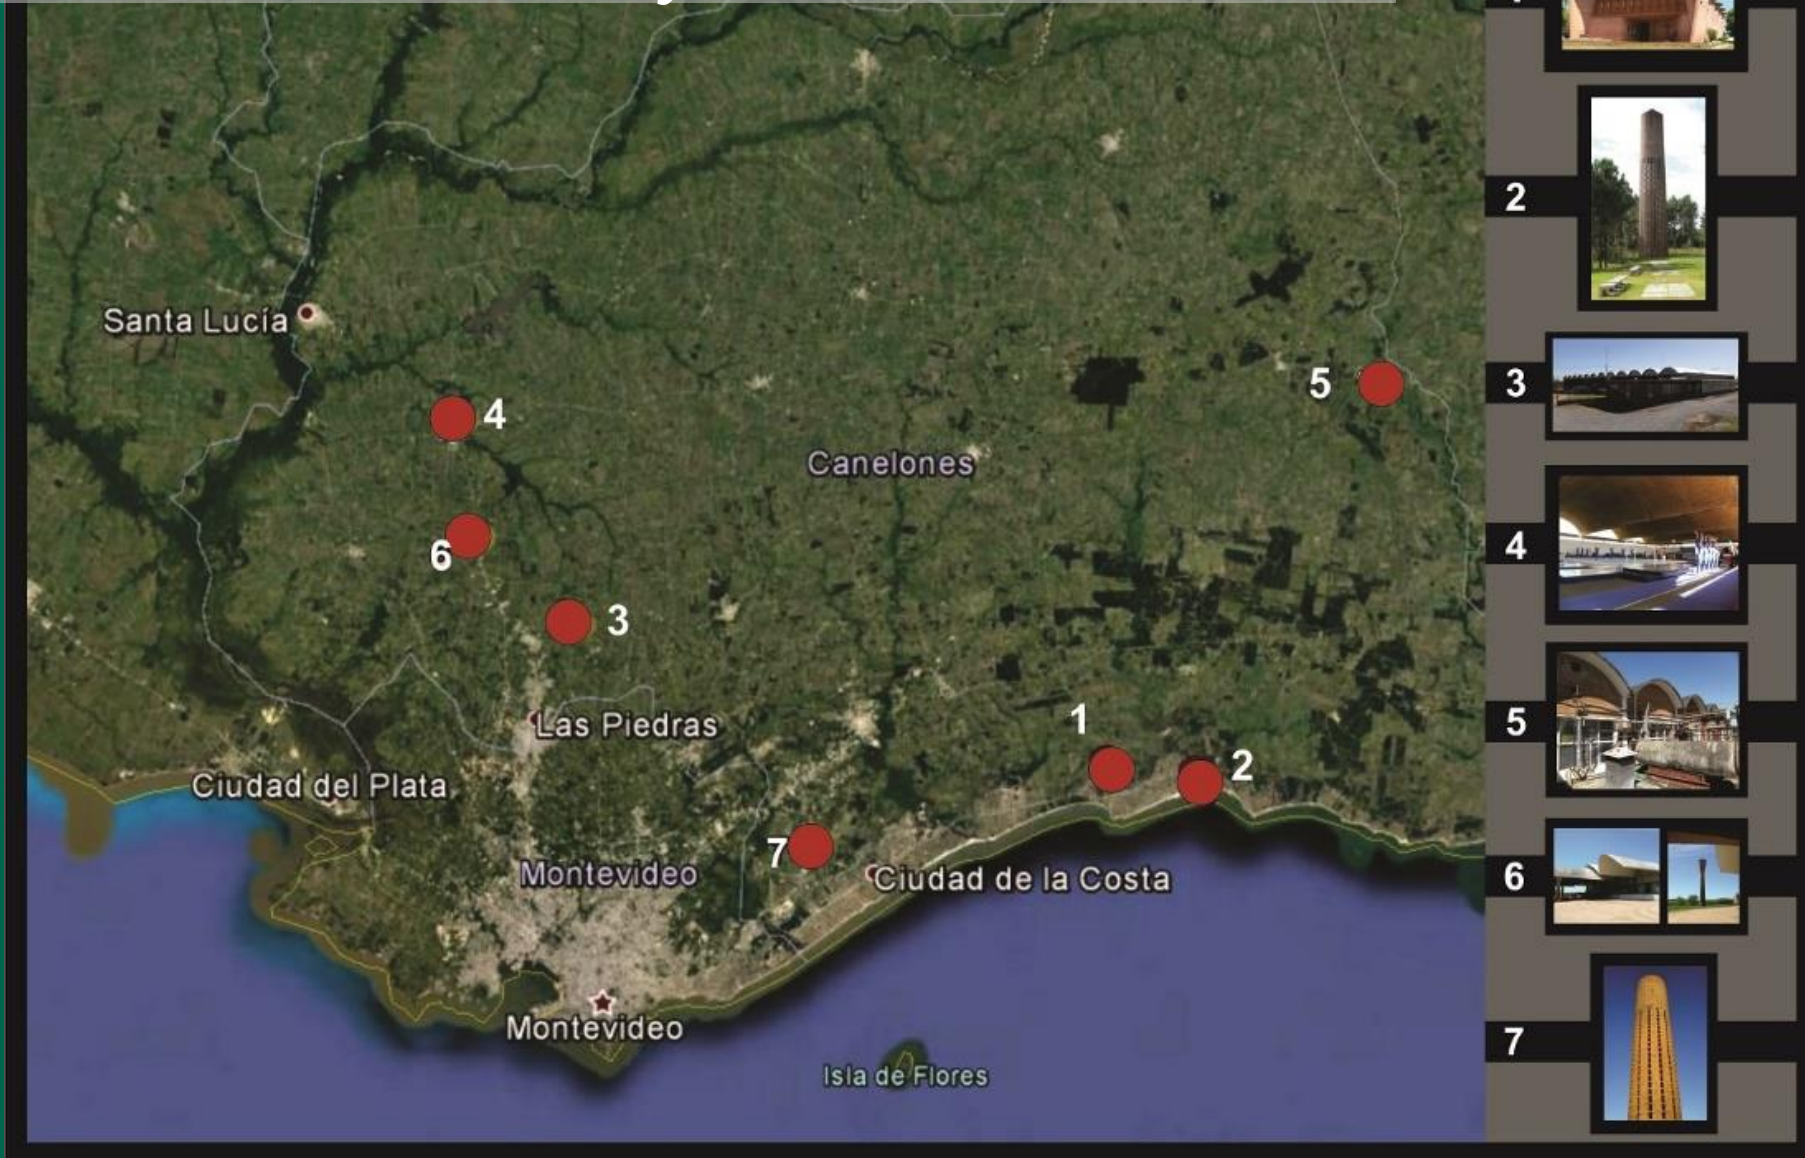 Santa Lucía
4
5
Canelones
6
3
Las Piedras
1
2
Ciudad del Plata
7
Montevideo
Ciudad de la Costa
Montevideo
Isla de Flores
2
3
4
5
6
7